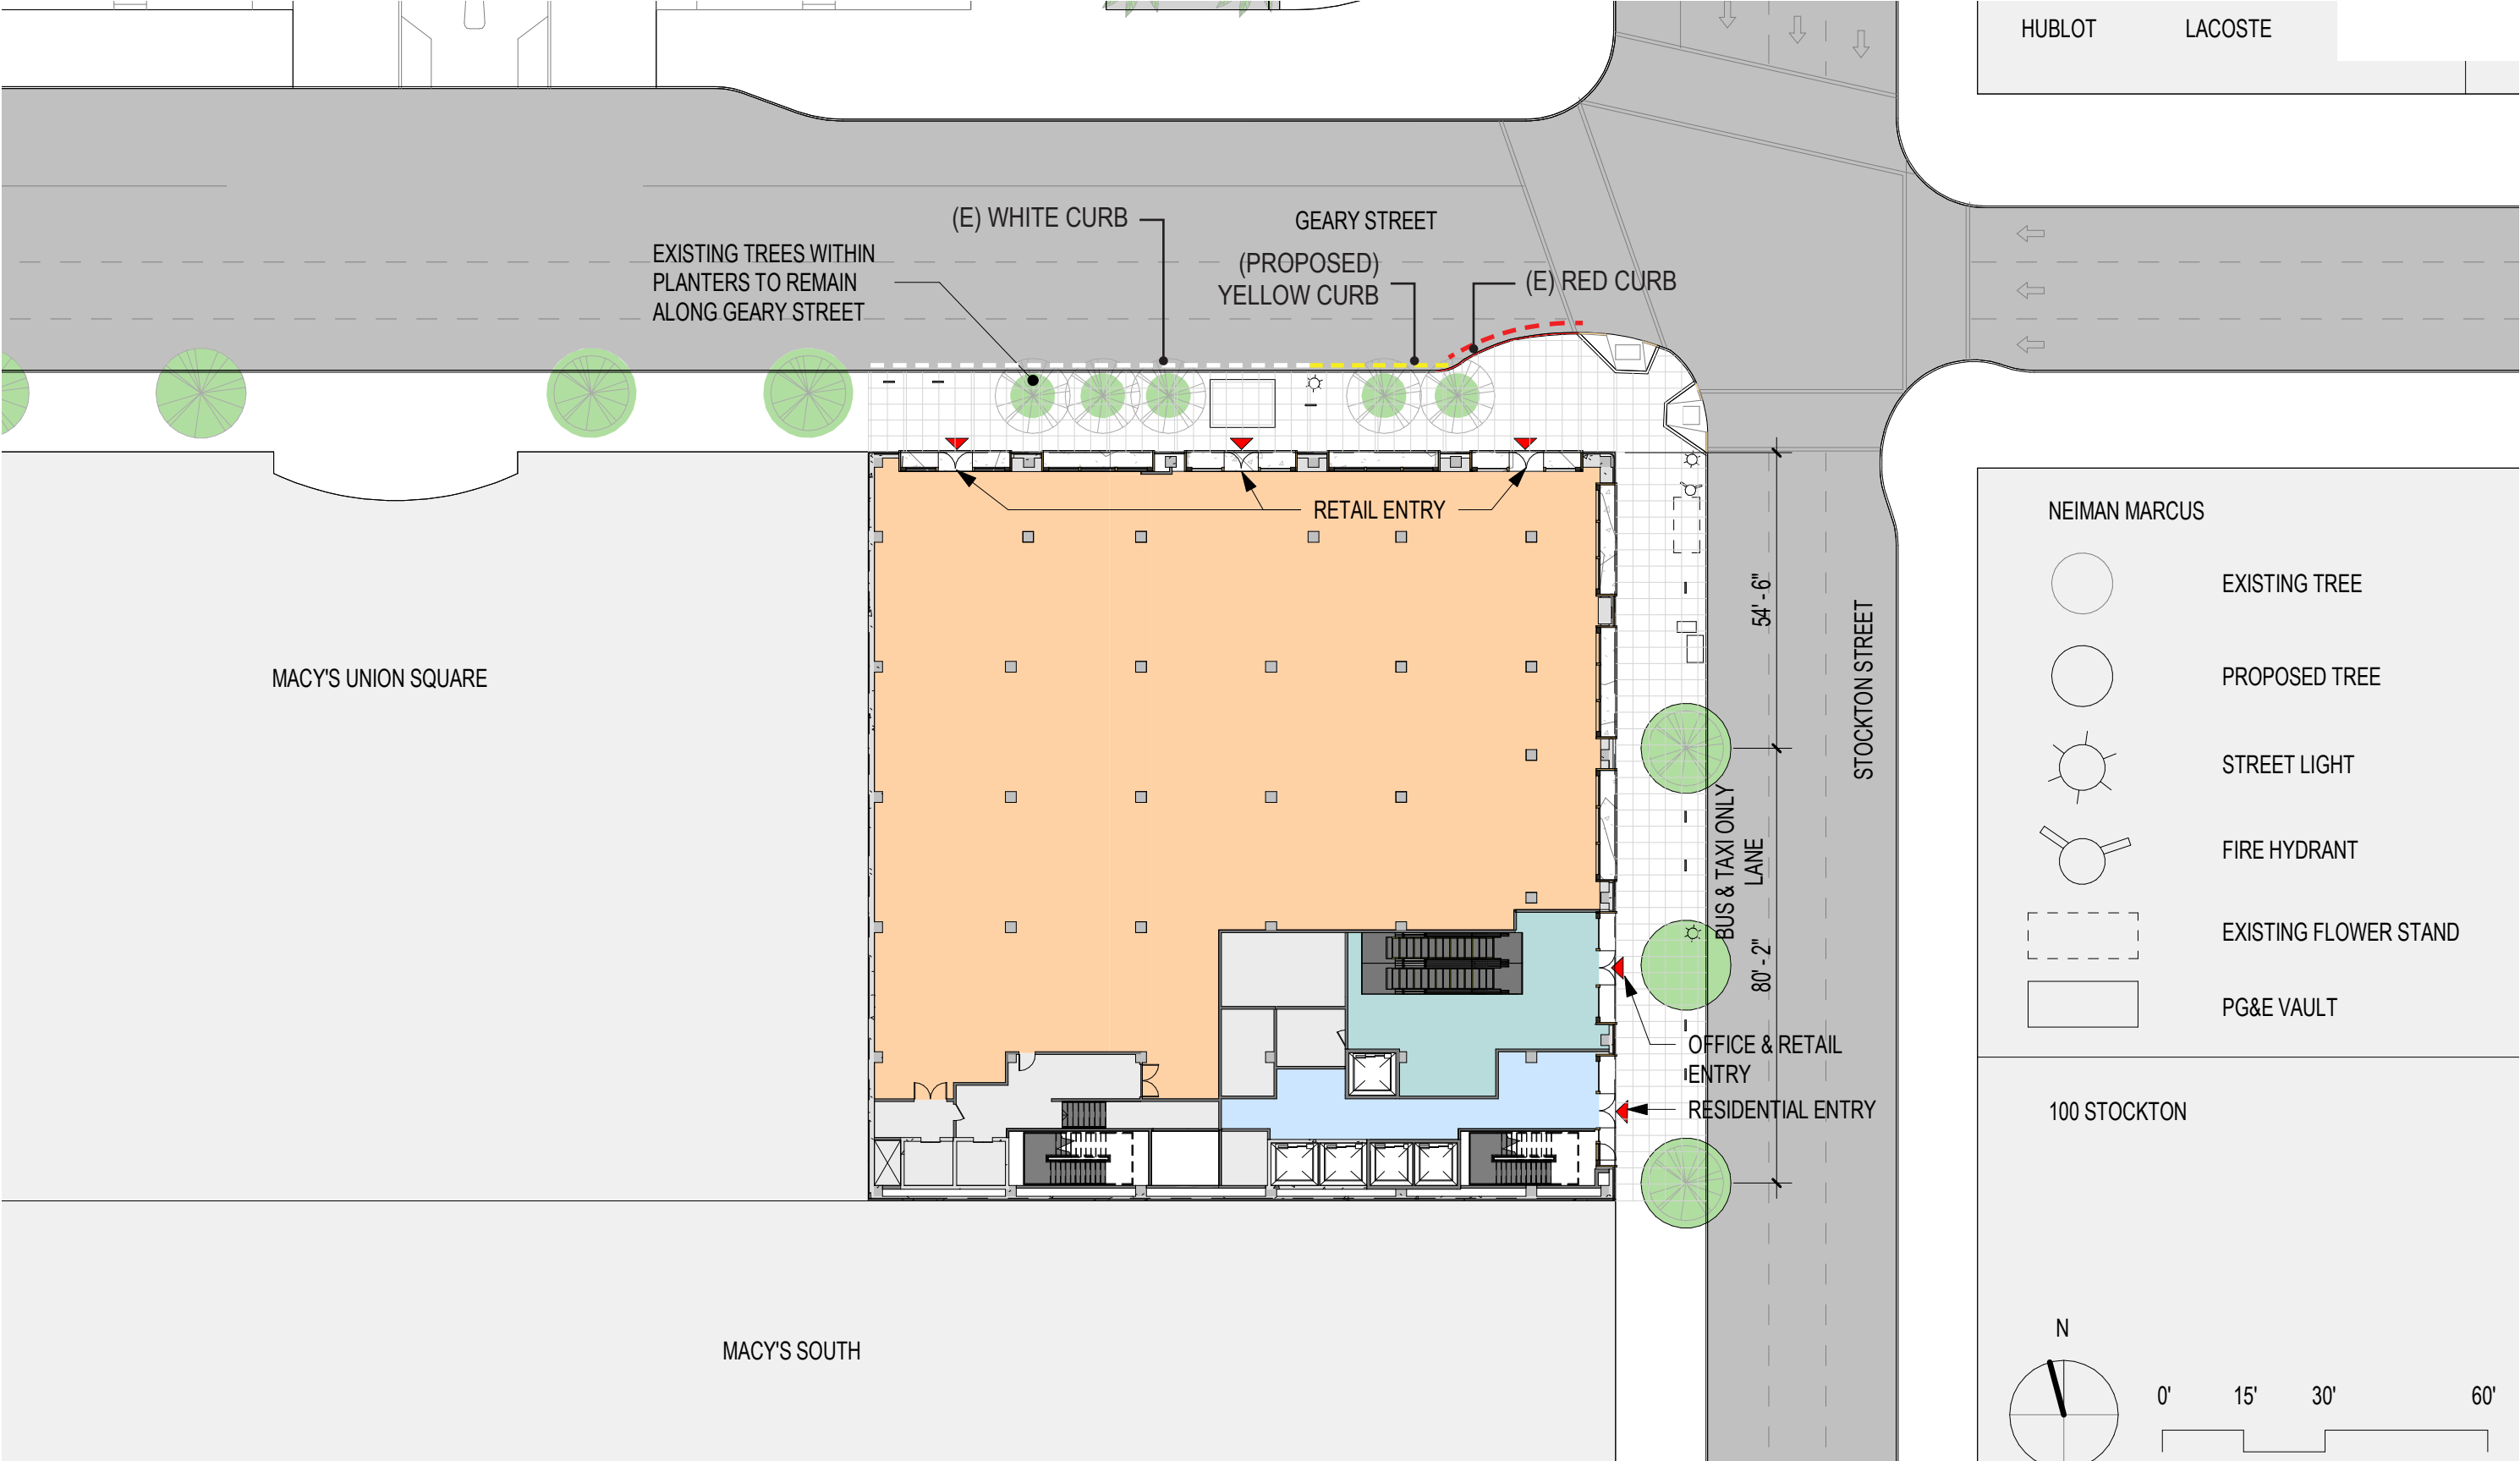 HUBLOT
LACOSTE
(E) WHITE CURB
GEARY STREET
EXISTING TREES WITHIN
PLANTERS TO REMAIN
ALONG GEARY STREET
(PROPOSED)
YELLOW CURB
(E) RED CURB
RETAIL ENTRY
NEIMAN MARCUS
EXISTING TREE
PROPOSED TREE
STREET LIGHT
FIRE HYDRANT
EXISTING FLOWER STAND
PG&E VAULT
MACY'S UNION SQUARE
54' - 6"
STOCKTON STREET
BUS & TAXI ONLY
LANE
80' - 2"
OFFICE & RETAIL
ENTRY
RESIDENTIAL ENTRY
100 STOCKTON
MACY'S SOUTH
N
0' 15' 30' 60'